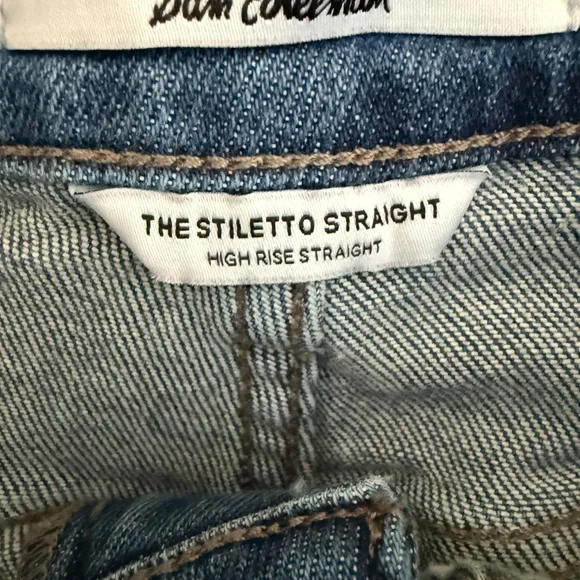 Sam Edelman
THE STILETTO STRAIGHT
HIGH RISE STRAIGHT